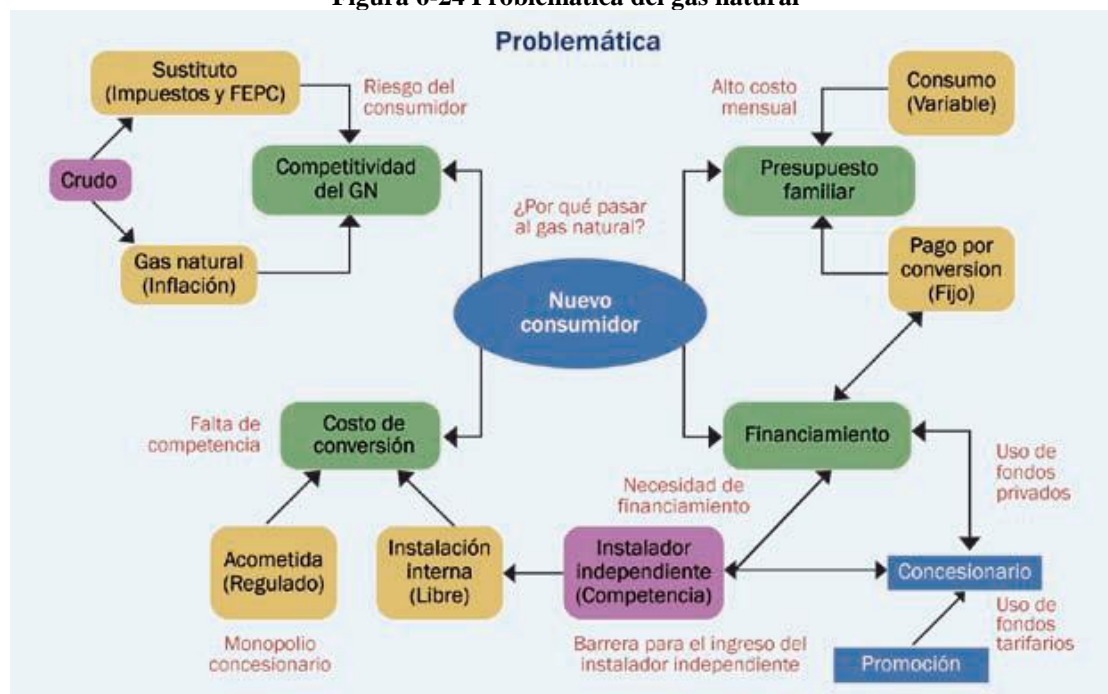 Figura 6-24 Problemática del gas natural
Problemática
Sustituto
(Impuestos y FEPC)
Riesgo del
consumidor
Alto costo
mensual
Consumo
(Variable)
Crudo
Competitividad
del GN
Presupuesto
familiar
¿Por qué pasar
al gas natural?
Gas natural
(Inflación)
Pago por
conversion
(Fijo)
Nuevo
consumidor
Falta de
competencia
Costo de
conversión
Financiamiento
Necesidad de
financiamiento
Uso de
fondos
privados
Acometida
(Regulado)
Instalación
interna
(Libre)
Instalador
independiente
(Competencia)
Concesionario
Monopolio
concesionario
Barrera para el ingreso del
instalador independiente
Uso de
fondos
tarifarios
Promoción